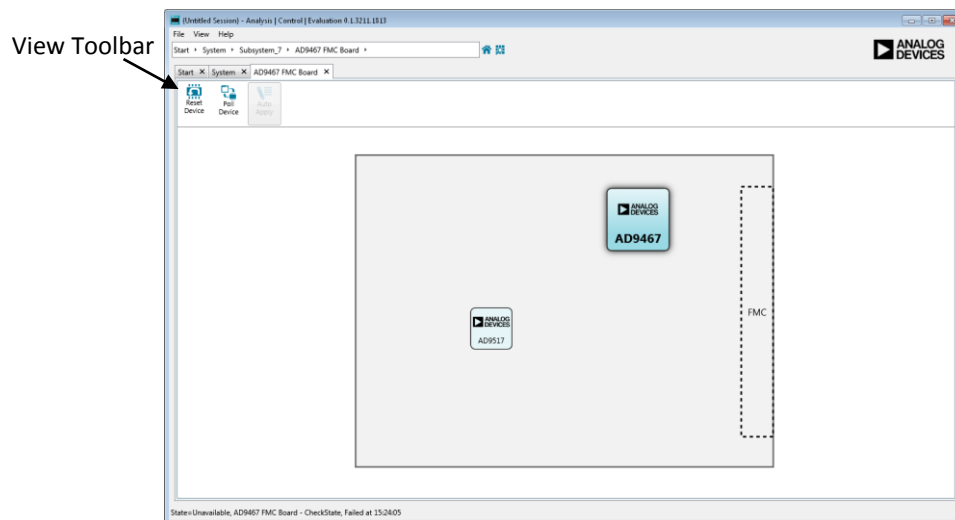 (Untitled Session) - Analysis | Control | Evaluation 0.1.3211.1813
File View Help
Start System Subsystem_7 AD9467 FMC Board
ANALOG
DEVICES
View Toolbar
Start × System × AD9467 FMC Board ×
Reset
Device
Poll
Device
Auto
Apply
ANALOG
DEVICES
AD9467
FMC
ANALOG
DEVICES
AD9517
State=Unavailable, AD9467 FMC Board - CheckState, Failed at 15:24:05